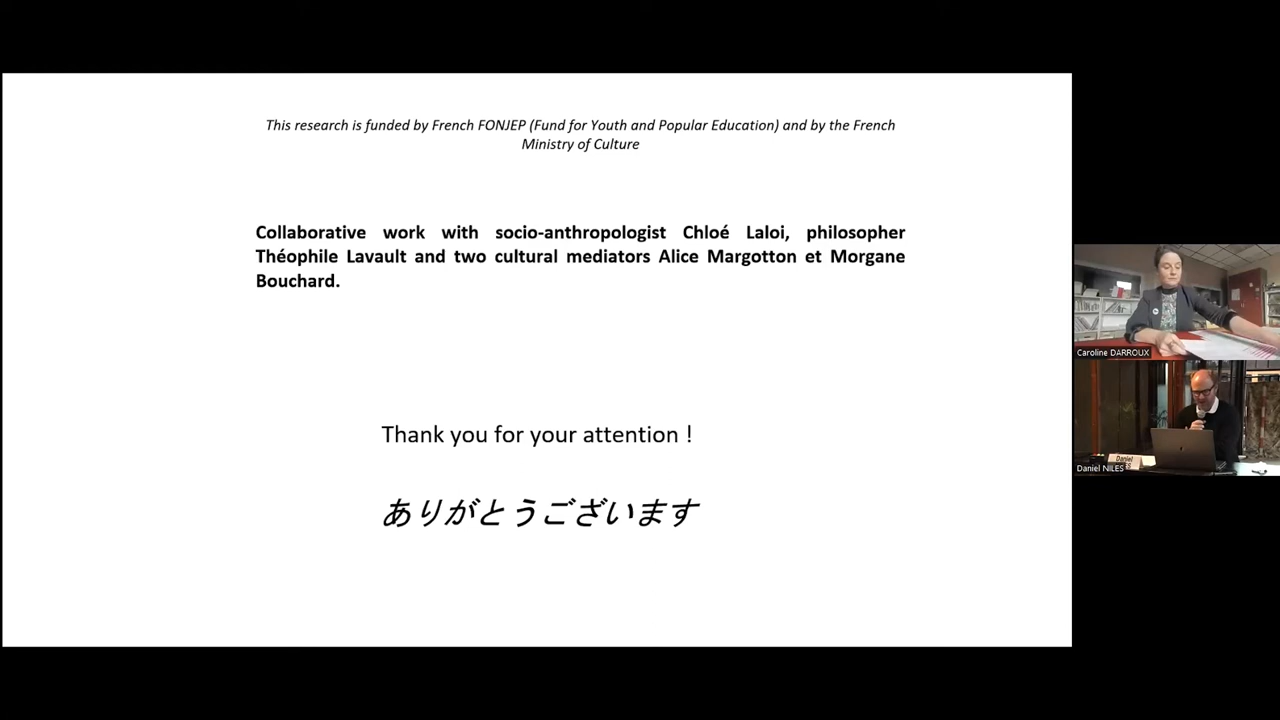 This research is funded by French FONJEP (Fund for Youth and Popular Education) and by the French
Ministry of Culture
Collaborative work with socio-anthropologist Chloé Laloi, philosopher
Théophile Lavault and two cultural mediators Alice Margotton et Morgane
Bouchard.
Thank you for your attention !
ありがとうございます
Caroline DARROUX
Daniel
Daniel NILES